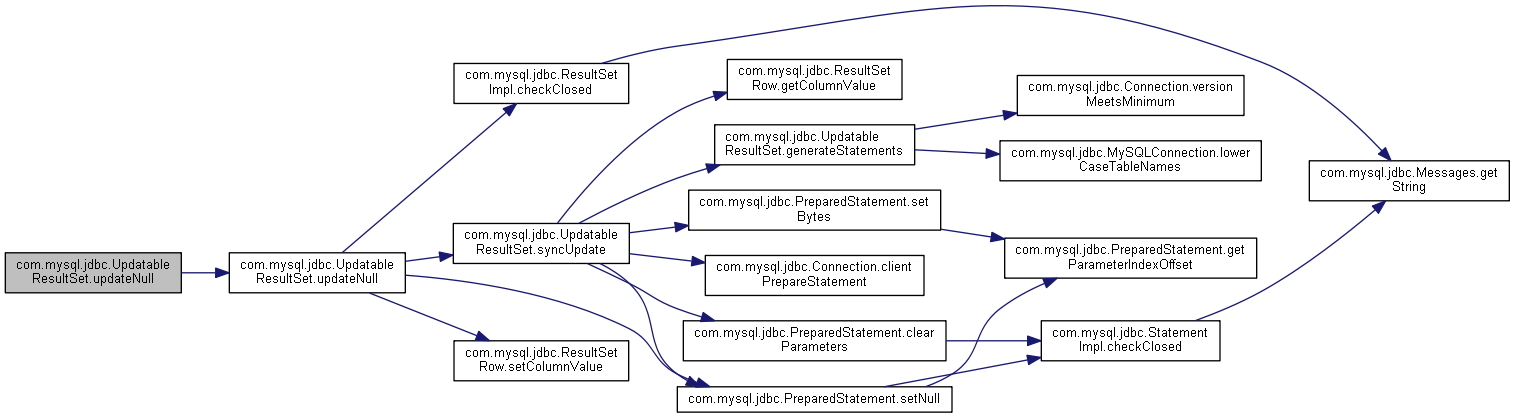 com.mysql.jdbc.Updatable
ResultSet.updateNull
com.mysql.jdbc.Updatable
ResultSet.updateNull
com.mysql.jdbc.ResultSet
Impl.checkClosed
com.mysql.jdbc.Updatable
ResultSet.syncUpdate
com.mysql.jdbc.ResultSet
Row.setColumnValue
com.mysql.jdbc.ResultSet
Row.getColumnValue
com.mysql.jdbc.Updatable
ResultSet.generateStatements
com.mysql.jdbc.PreparedStatement.set
Bytes
com.mysql.jdbc.Connection.client
PrepareStatement
com.mysql.jdbc.PreparedStatement.clear
Parameters
com.mysql.jdbc.PreparedStatement.setNull
com.mysql.jdbc.Connection.version
MeetsMinimum
com.mysql.jdbc.MySQLConnection.lower
CaseTableNames
com.mysql.jdbc.PreparedStatement.get
ParameterIndexOffset
com.mysql.jdbc.Statement
Impl.checkClosed
com.mysql.jdbc.Messages.get
String